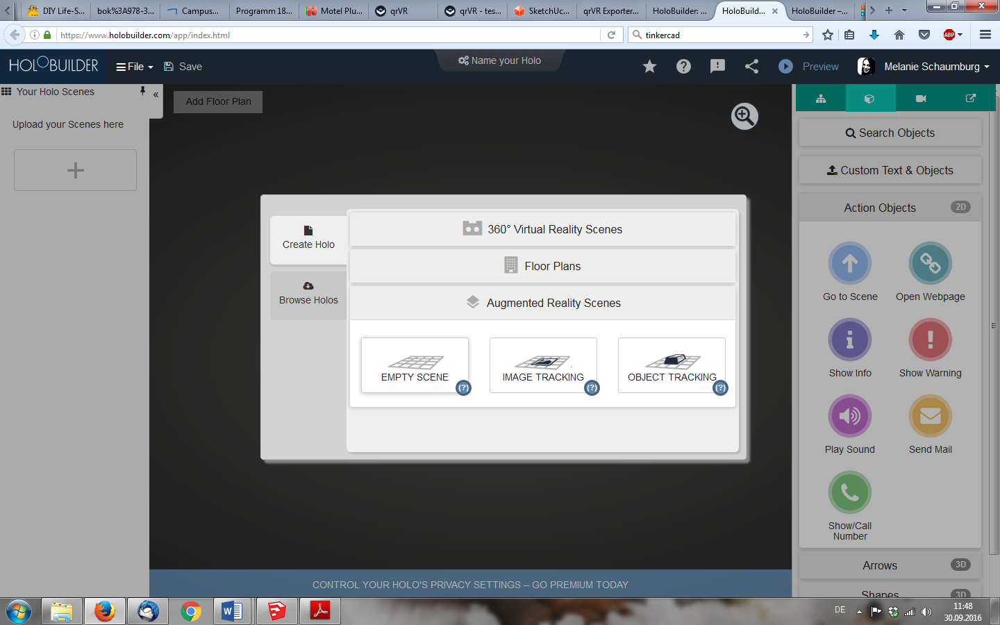 DIY Life-S...
bok%3A978-3...
Campus...
Programm 18...
Motel Plu...
qrVR
qrVR - tes...
SketchUc...
qrVR Exporter...
HoloBuilder: ...
HoloBuild...
HoloBuilder –...
https://www.holobuilder.com/app/index.html
tinkercad
ABP
HOLOBUILDER
File
Save
Name your Holo
Preview
Melanie Schaumburg
Your Holo Scenes
«
Add Floor Plan
Upload your Scenes here
Search Objects
Custom Text & Objects
Action Objects
2D
Create Holo
Browse Holos
360° Virtual Reality Scenes
Floor Plans
Augmented Reality Scenes
EMPTY SCENE
(?)
IMAGE TRACKING
(?)
OBJECT TRACKING
(?)
Go to Scene
Open Webpage
Show Info
Show Warning
Play Sound
Send Mail
Show/Call
Number
Arrows
3D
Shapes
3D
CONTROL YOUR HOLO'S PRIVACY SETTINGS – GO PREMIUM TODAY
DE
11:48
30.09.2016